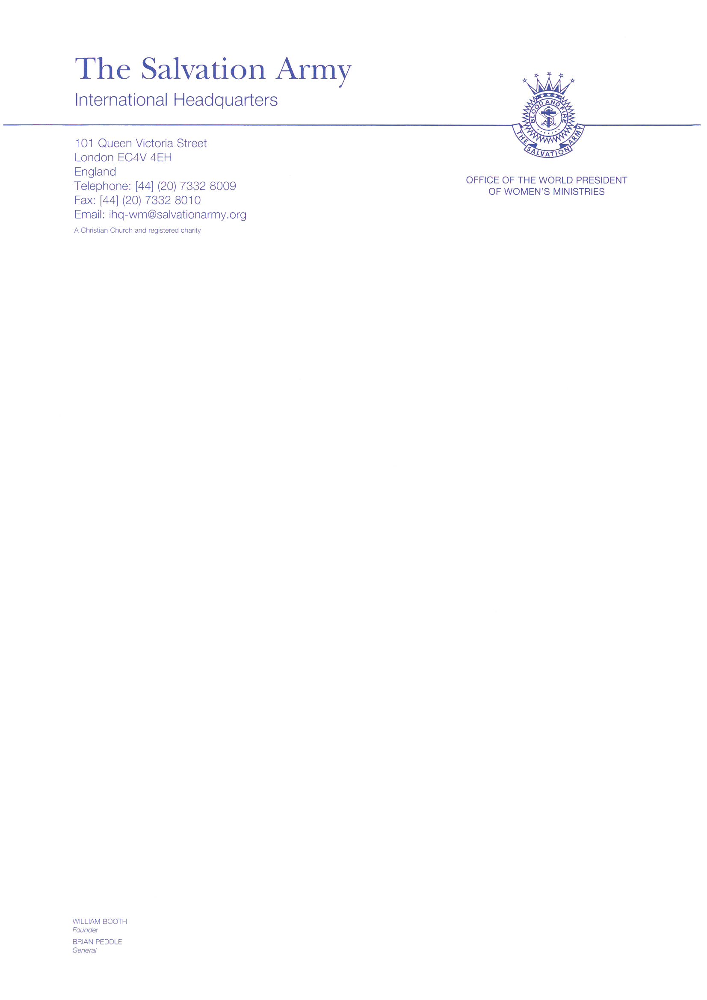 The Salvation Army
International Headquarters
BLOOD AND FIRE
THE SALVATION ARMY
101 Queen Victoria Street
London EC4V 4EH
England
Telephone: [44] (20) 7332 8009
Fax: [44] (20) 7332 8010
Email: ihq-wm@salvationarmy.org
A Christian Church and registered charity
OFFICE OF THE WORLD PRESIDENT
OF WOMEN'S MINISTRIES
WILLIAM BOOTH
Founder
BRIAN PEDDLE
General